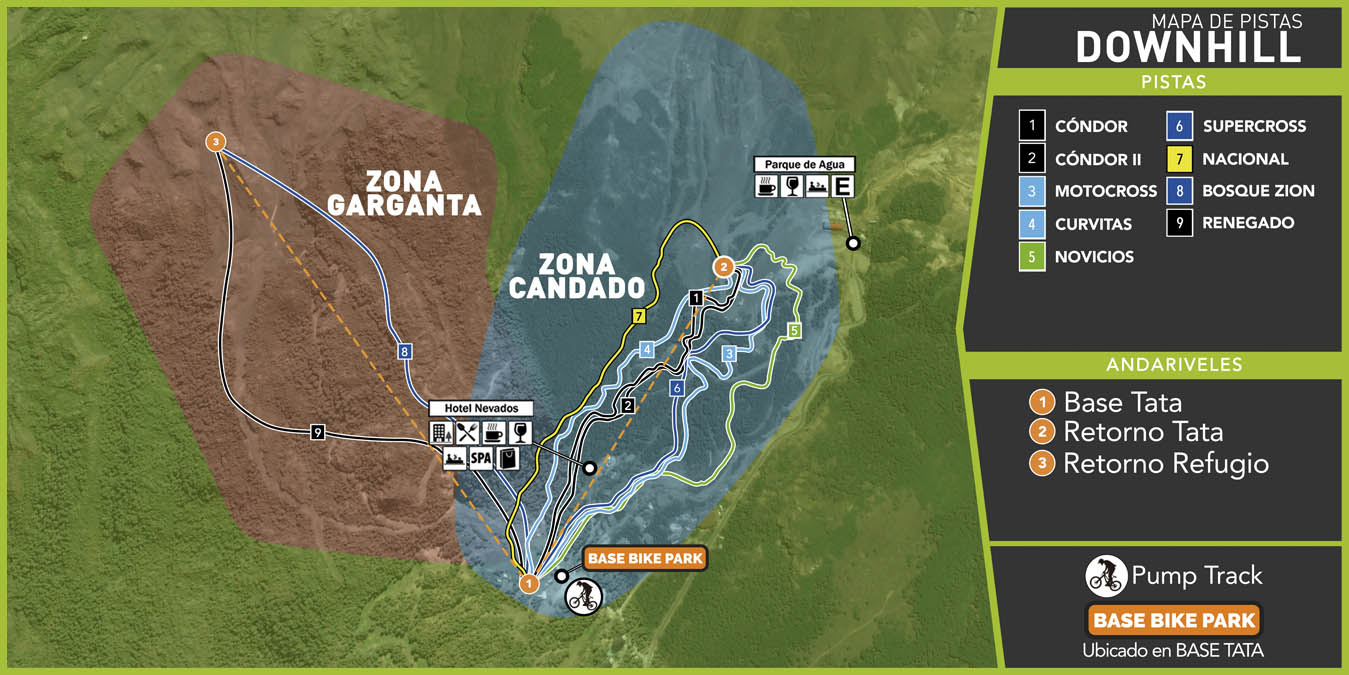 MAPA DE PISTAS
DOWNHILL
PISTAS
1 CÓNDOR
2 CÓNDOR II
3 MOTOCROSS
4 CURVITAS
5 NOVICIOS
6 SUPERCROSS
7 NACIONAL
8 BOSQUE ZION
9 RENEGADO
ANDARIVELES
1 Base Tata
2 Retorno Tata
3 Retorno Refugio
Pump Track
BASE BIKE PARK
Ubicado en BASE TATA
3
ZONA
GARGANTA
Parque de Agua
E
ZONA
CANDADO
2
1
7
5
4
3
8
6
2
Hotel Nevados
SPA
9
BASE BIKE PARK
1